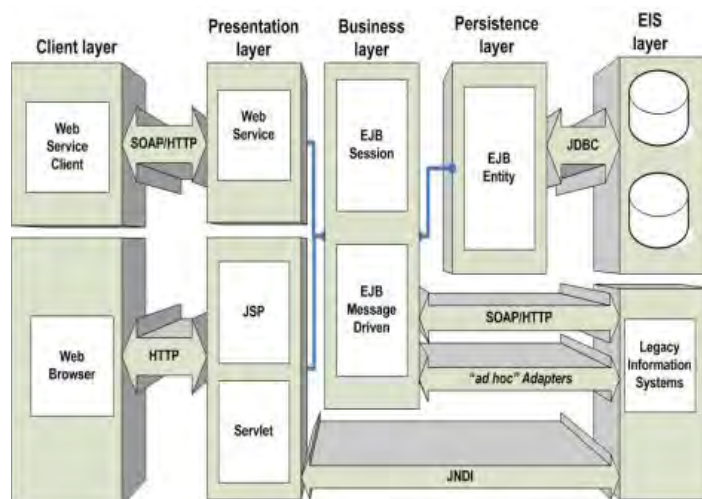 Client layer
Presentation
layer
Business
layer
Persistence
layer
EIS
layer
Web
Service
Client
SOAP/HTTP
Web
Service
EJB
Session
EJB
Entity
JDBC
Web
Browser
HTTP
JSP
Servlet
EJB
Message
Driven
SOAP/HTTP
"ad hoc" Adapters
JNDI
Legacy
Information
Systems